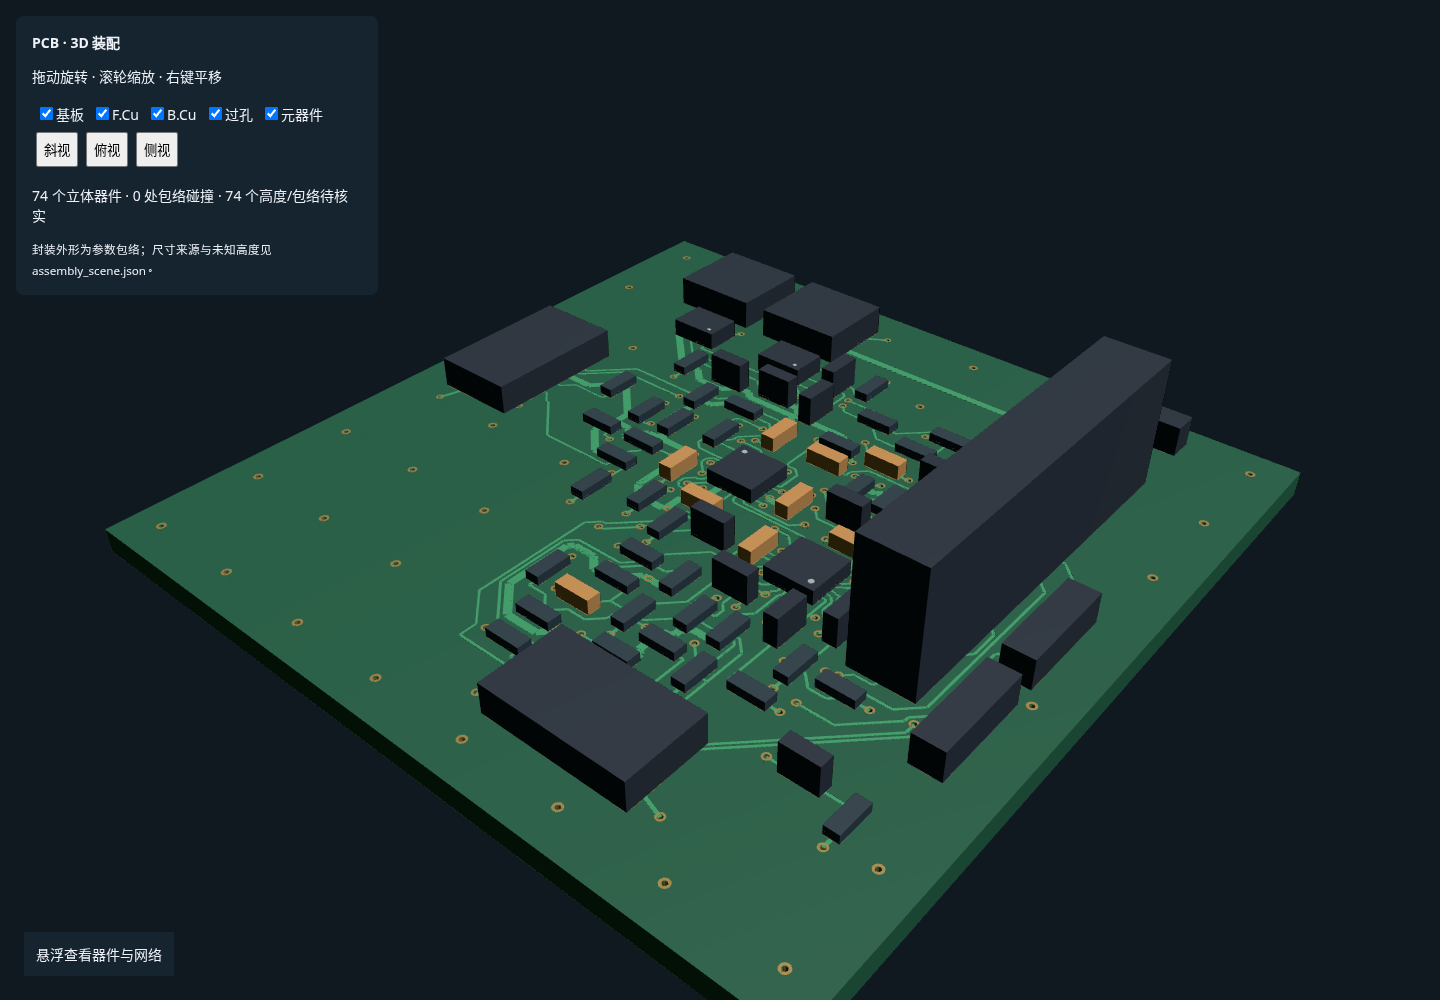 PCB · 3D 装配
拖动旋转 · 滚轮缩放 · 右键平移
基板 F.Cu B.Cu 过孔 元器件
斜视 俯视 侧视
74 个立体器件 · 0 处包络碰撞 · 74 个高度/包络待核
实
封装外形为参数包络；尺寸来源与未知高度见
assembly_scene.json。
悬浮查看器件与网络